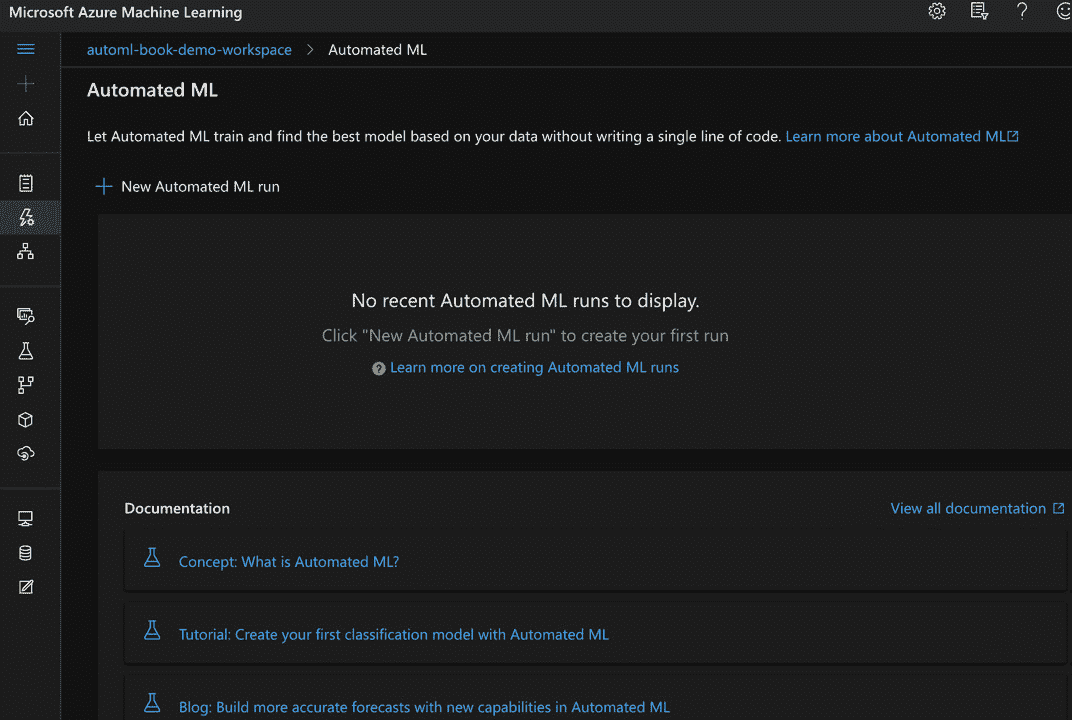 Microsoft Azure Machine Learning
automl-book-demo-workspace > Automated ML
Automated ML
Let Automated ML train and find the best model based on your data without writing a single line of code. Learn more about Automated ML
New Automated ML run
No recent Automated ML runs to display.
Click "New Automated ML run" to create your first run
Learn more on creating Automated ML runs
Documentation
View all documentation
Concept: What is Automated ML?
Tutorial: Create your first classification model with Automated ML
Blog: Build more accurate forecasts with new capabilities in Automated ML